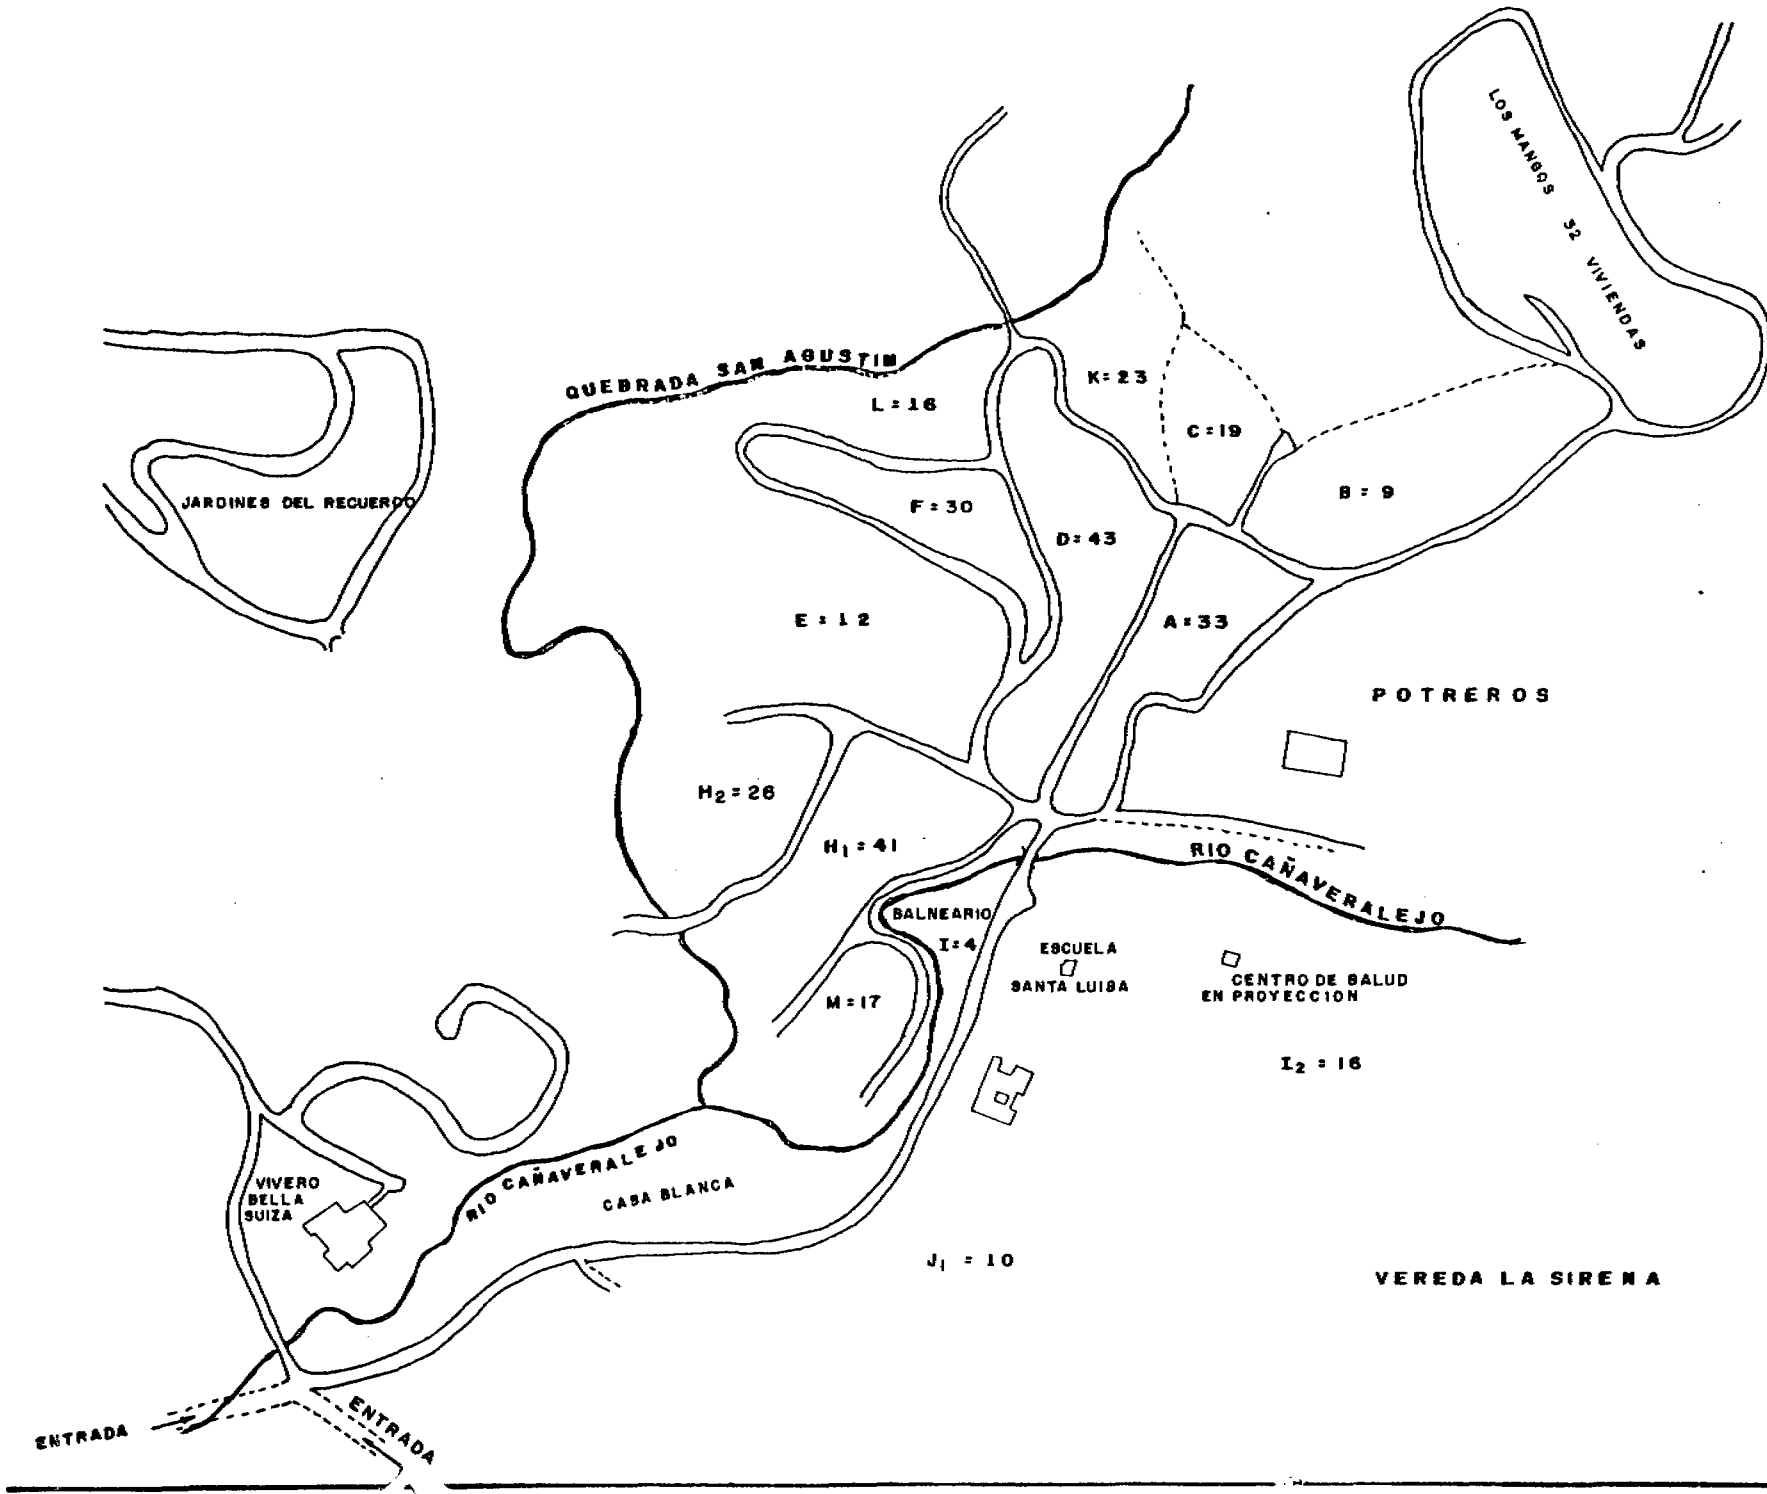 LOS MANGOS 32 VIVIENDAS
QUEBRADA SAN AGUSTIN
K=23
L=16
C=19
JARDINES DEL RECUERDO
F=30
B=9
D=43
E=12
A=33
POTREROS
H2=26
H1=41
RIO CAÑAVERALEJO
BALNEARIO
I=4
ESCUELA
SANTA LUISA
CENTRO DE SALUD
EN PROYECCION
M=17
I2=16
RIO CAÑAVERALEJO
VIVERO
BELLA
SUIZA
CASA BLANCA
J1=10
VEREDA LA SIRENA
ENTRADA
ENTRADA